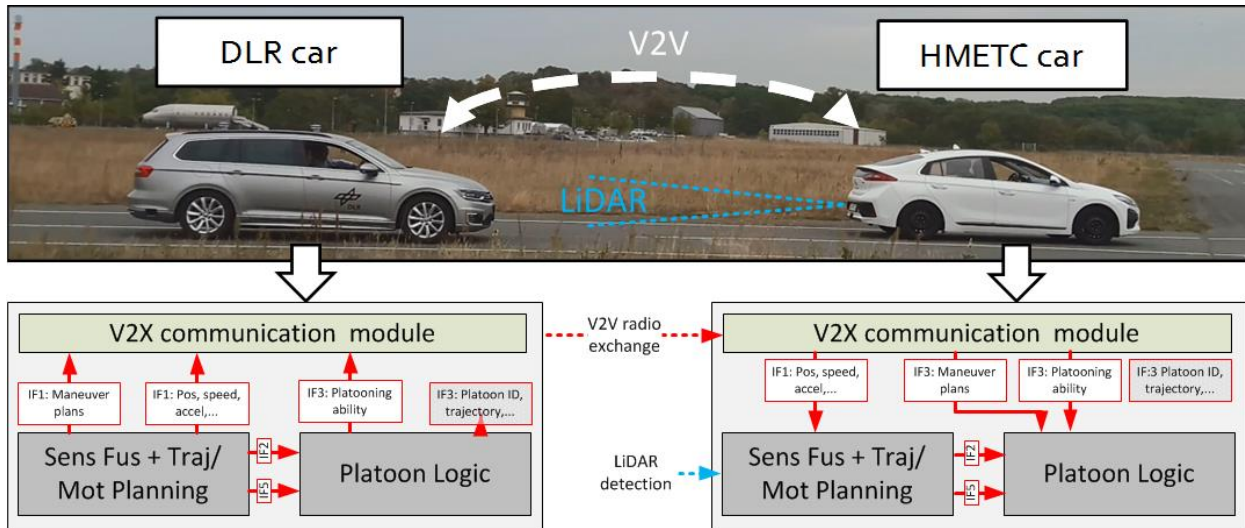 DLR car
V2V
HMETC car
LiDAR
DLR
V2X communication module
IF1: Maneuver
plans
IF1: Pos, speed,
accel,...
IF3: Platooning
ability
IF3: Platoon ID,
trajectory,...
Sens Fus + Traj/
Mot Planning
IF2
IF5
Platoon Logic
V2V radio
exchange
LiDAR
detection
V2X communication module
IF1: Pos, speed,
accel,...
IF3: Maneuver
plans
IF3: Platooning
ability
IF:3 Platoon ID,
trajectory,...
Sens Fus + Traj/
Mot Planning
IF2
IF5
Platoon Logic